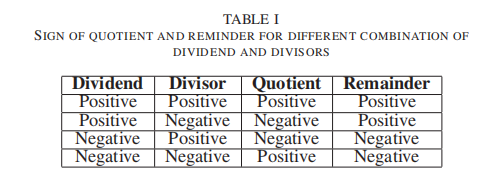 TABLE I
SIGN OF QUOTIENT AND REMINDER FOR DIFFERENT COMBINATION OF
DIVIDEND AND DIVISORS
Dividend Divisor Quotient Remainder
Positive Positive Positive Positive
Positive Negative Negative Positive
Negative Positive Negative Negative
Negative Negative Positive Negative